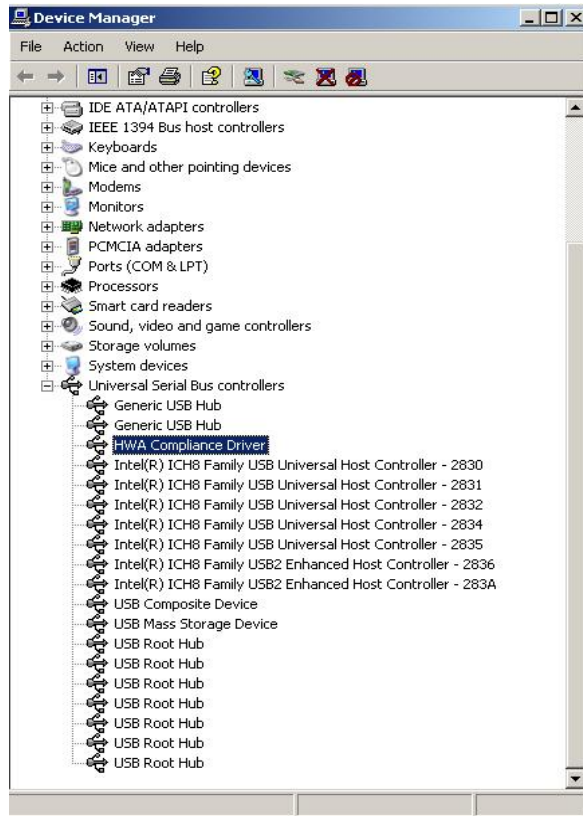 Device Manager
File Action View Help
IDE ATA/ATAPI controllers
IEEE 1394 Bus host controllers
Keyboards
Mice and other pointing devices
Modems
Monitors
Network adapters
PCMCIA adapters
Ports (COM & LPT)
Processors
Smart card readers
Sound, video and game controllers
Storage volumes
System devices
Universal Serial Bus controllers
Generic USB Hub
Generic USB Hub
HWA Compliance Driver
Intel(R) ICH8 Family USB Universal Host Controller - 2830
Intel(R) ICH8 Family USB Universal Host Controller - 2831
Intel(R) ICH8 Family USB Universal Host Controller - 2832
Intel(R) ICH8 Family USB Universal Host Controller - 2834
Intel(R) ICH8 Family USB Universal Host Controller - 2835
Intel(R) ICH8 Family USB2 Enhanced Host Controller - 2836
Intel(R) ICH8 Family USB2 Enhanced Host Controller - 283A
USB Composite Device
USB Mass Storage Device
USB Root Hub
USB Root Hub
USB Root Hub
USB Root Hub
USB Root Hub
USB Root Hub
USB Root Hub